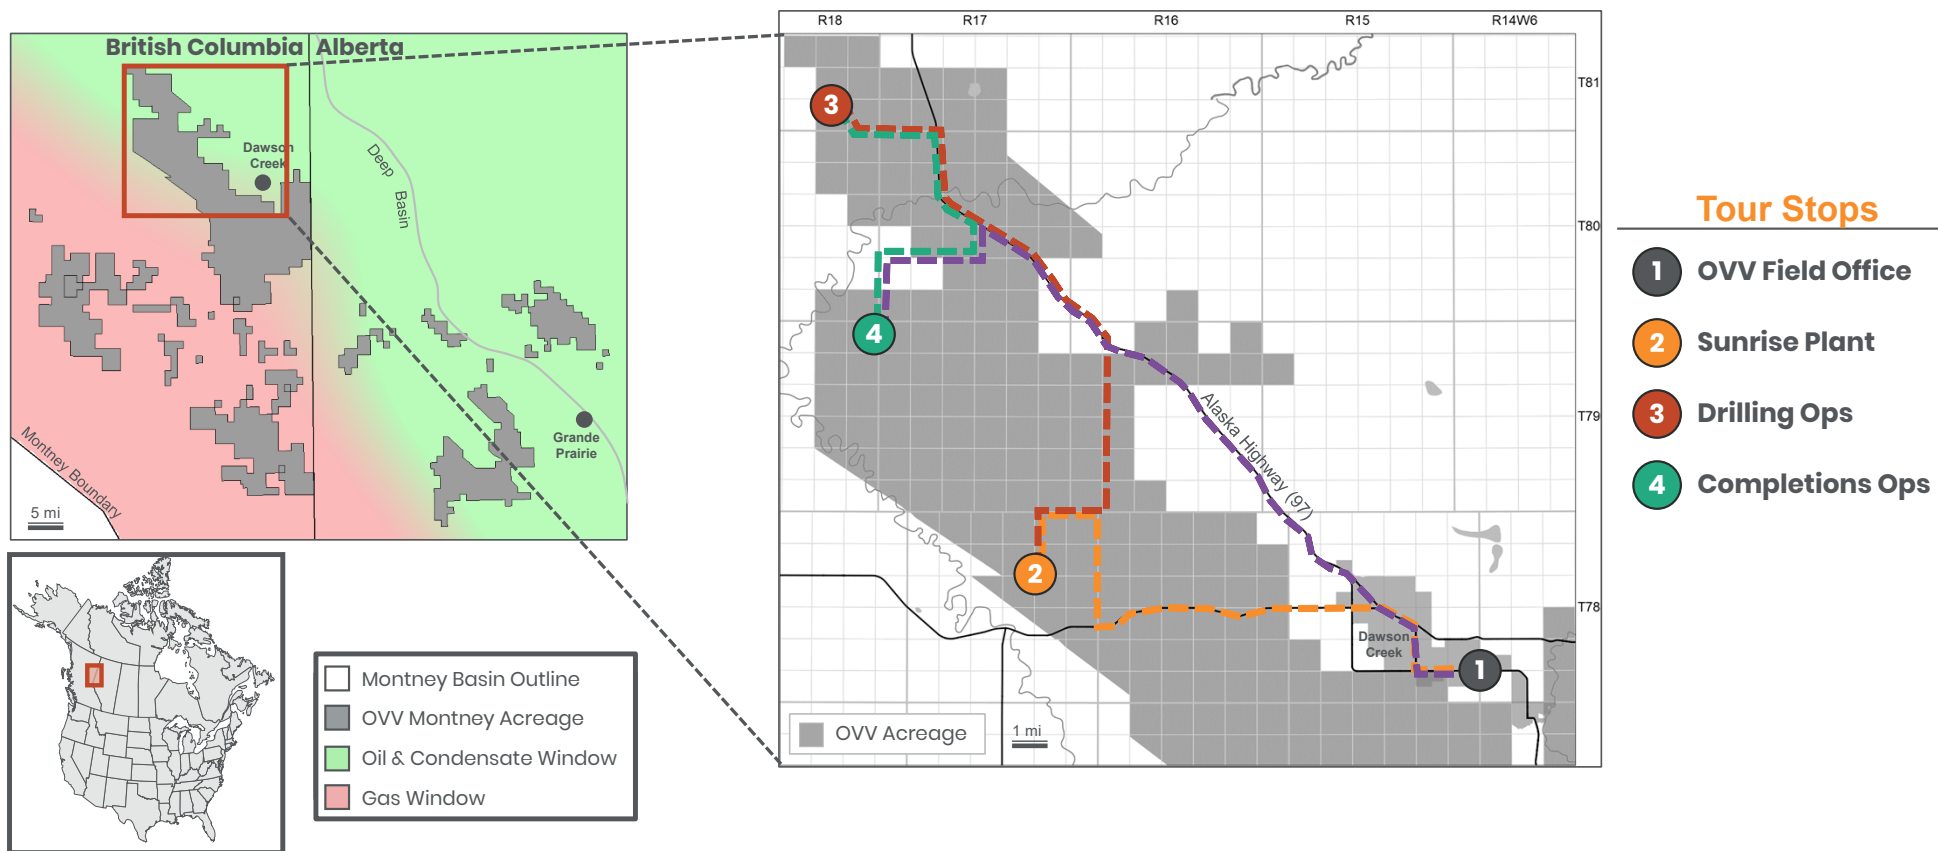 British Columbia Alberta
Dawson
Creek
Deep
Basin
Grande
Prairie
Montney Boundary
5 mi
Montney Basin Outline
OVV Montney Acreage
Oil & Condensate Window
Gas Window
R18 R17 R16 R15 R14W6
T81
T80
T79
T78
3
4
2
1
Alaska Highway (97)
Dawson
Creek
OVV Acreage
1 mi
Tour Stops
1 OVV Field Office
2 Sunrise Plant
3 Drilling Ops
4 Completions Ops